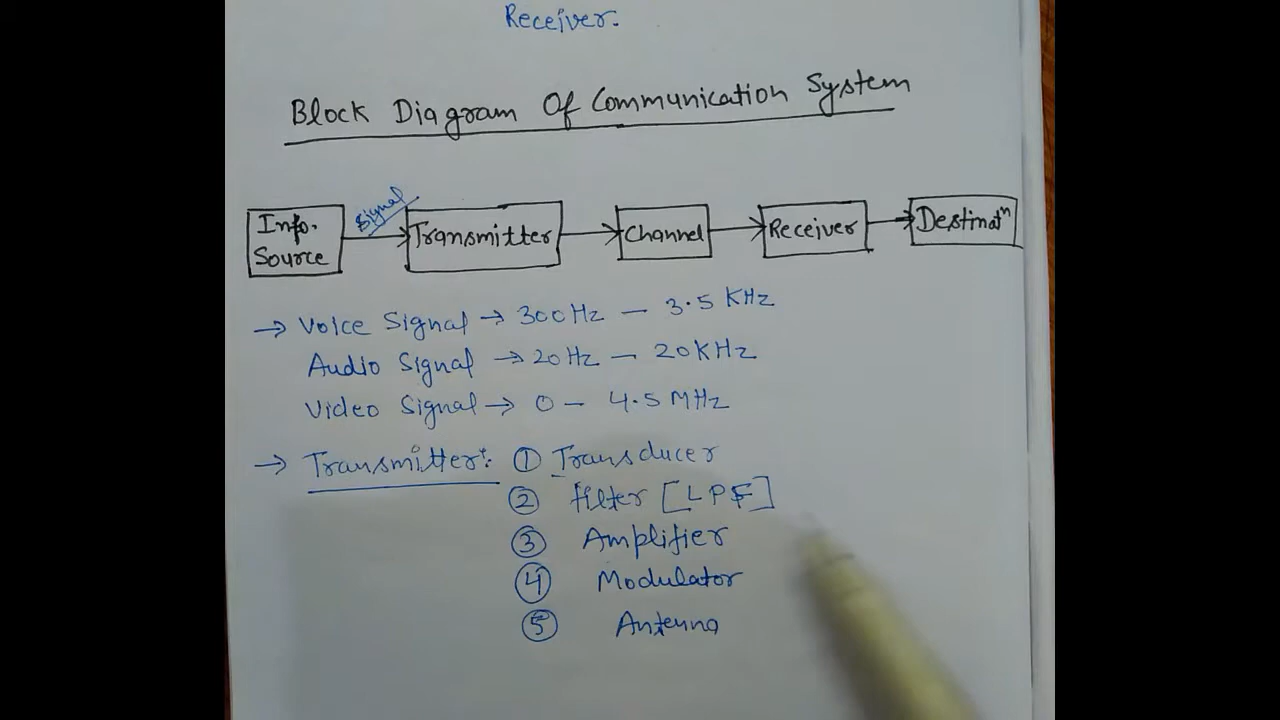 Receiver.
Block Diagram Of Communication System
Signal
Info. Source
Transmitter
Channel
Receiver
Destinatⁿ
→ Voice Signal → 300Hz — 3.5 KHz
Audio Signal → 20Hz — 20KHz
Video Signal → 0 — 4.5 MHz
→ Transmitter: ① Transducer
② filter [LPF]
③ Amplifier
④ Modulator
⑤ Antenna